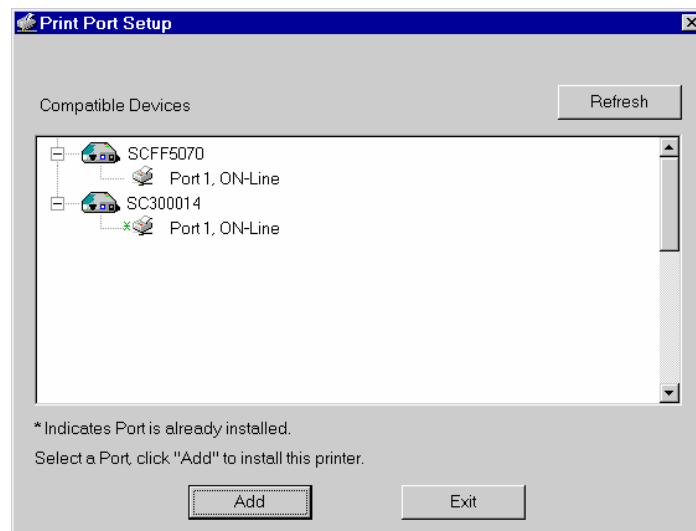 Print Port Setup
Compatible Devices
Refresh
SCFF5070
Port 1, ON-Line
SC300014
*
Port 1, ON-Line
* Indicates Port is already installed.
Select a Port, click "Add" to install this printer.
Add
Exit